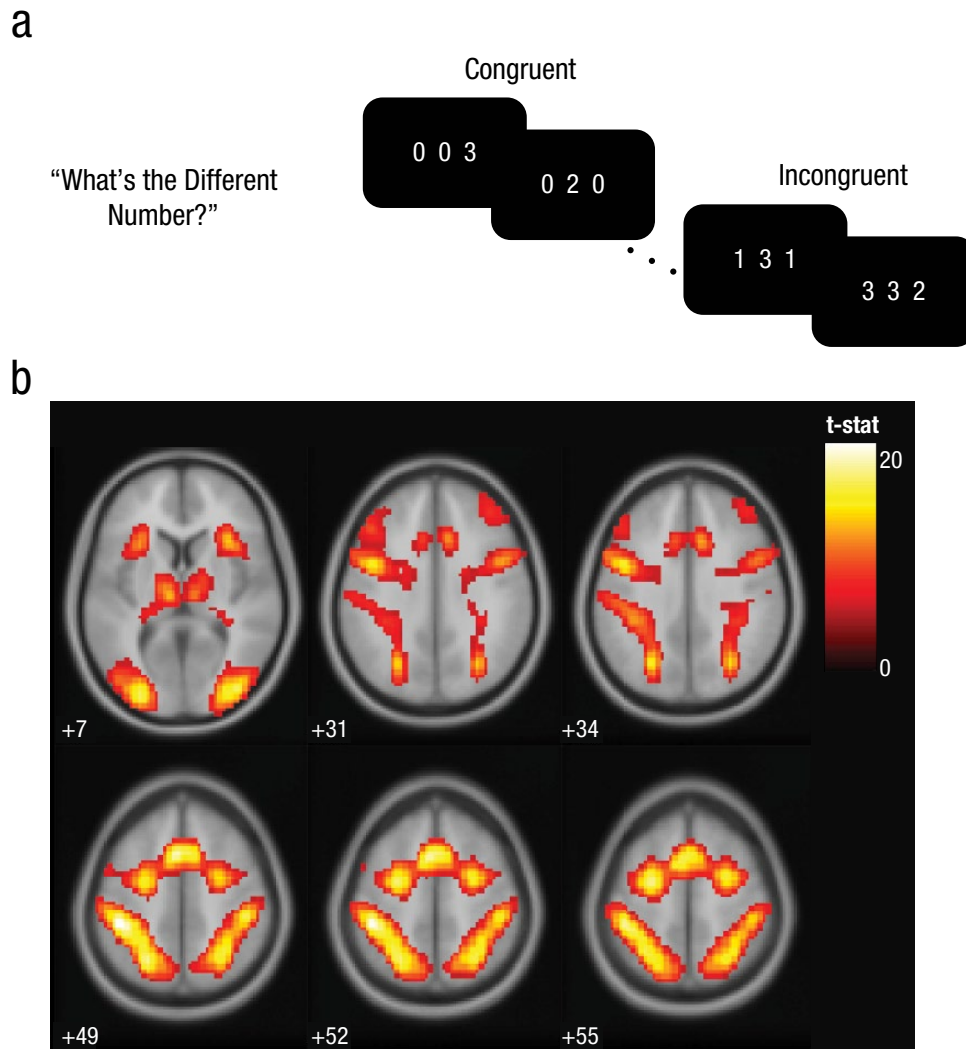 a
Congruent
0 0 3
0 2 0
“What’s the Different
Number?”
Incongruent
1 3 1
3 3 2
b
t-stat
20
0
+7
+31
+34
+49
+52
+55